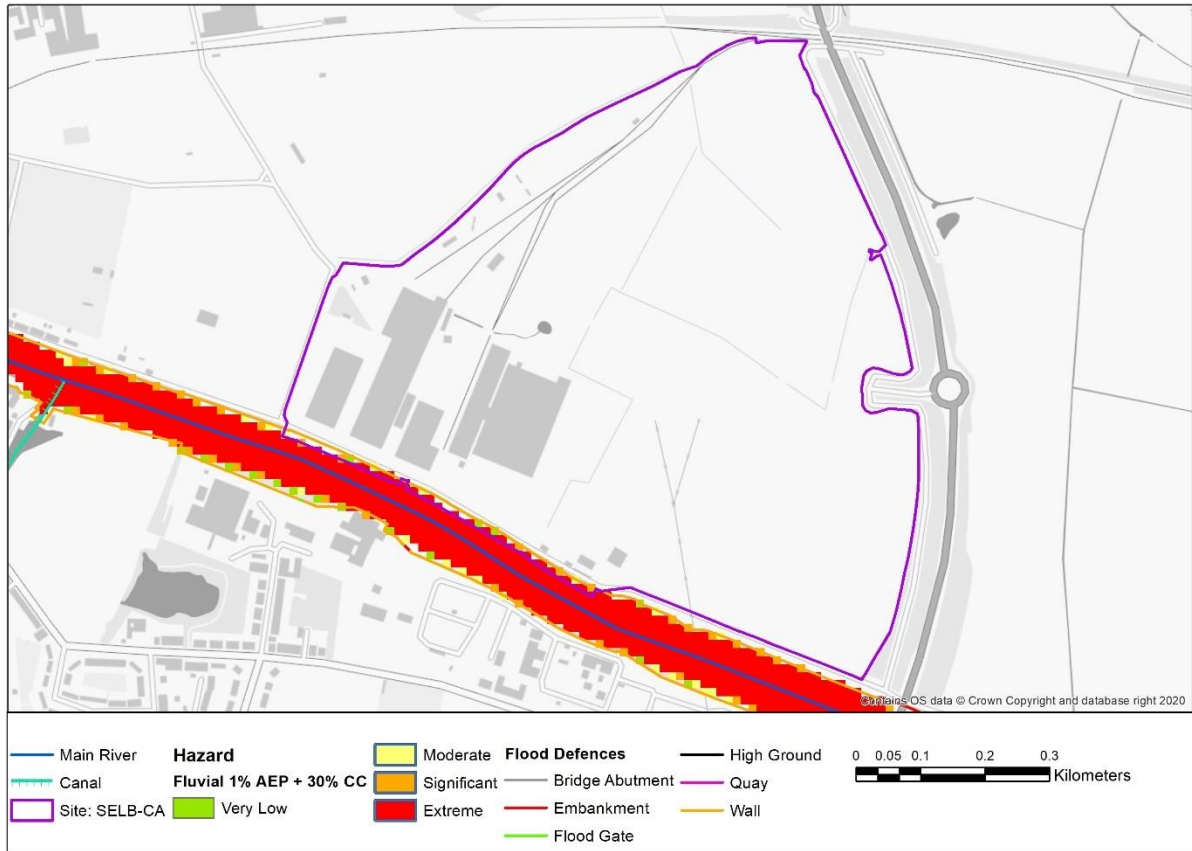 Contains OS data © Crown Copyright and database right 2020
Main River
Canal
Site: SELB-CA
Hazard
Fluvial 1% AEP + 30% CC
Very Low
Moderate
Significant
Extreme
Flood Defences
Bridge Abutment
Embankment
Flood Gate
High Ground
Quay
Wall
0 0.05 0.1 0.2 0.3
Kilometers